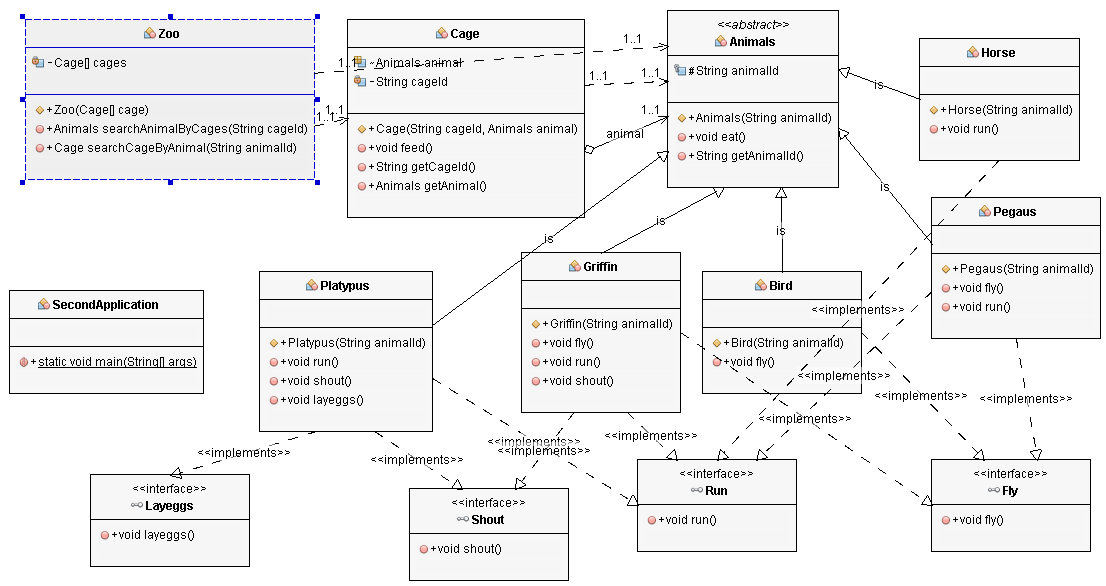 Zoo
~ Cage[] cages
+ Zoo(Cage[] cage)
+ Animals searchAnimalByCages(String cageId)
+ Cage searchCageByAnimal(String animalId)
Cage
~ Animals animal
~ String cageId
+ Cage(String cageId, Animals animal)
+ void feed()
+ String getCageId()
+ Animals getAnimal()
<<abstract>>
Animals
# String animalId
+ Animals(String animalId)
+ void eat()
+ String getAnimalId()
Horse
+ Horse(String animalId)
+ void run()
1..1
1..1
1..1
1..1
1..1
1..1
1..1
animal
is
is
is
is
is
Pegaus
+ Pegaus(String animalId)
+ void fly()
+ void run()
SecondApplication
+ static void main(String[] args)
Platypus
+ Platypus(String animalId)
+ void run()
+ void shout()
+ void layeggs()
Griffin
+ Griffin(String animalId)
+ void fly()
+ void run()
+ void shout()
Bird
+ Bird(String animalId)
+ void fly()
<<implements>>
<<implements>>
<<implements>>
<<implements>>
<<implements>>
<<implements>>
<<implements>>
<<implements>>
<<implements>>
<<implements>>
<<interface>>
Layeggs
+ void layeggs()
<<interface>>
Shout
+ void shout()
<<interface>>
Run
+ void run()
<<interface>>
Fly
+ void fly()